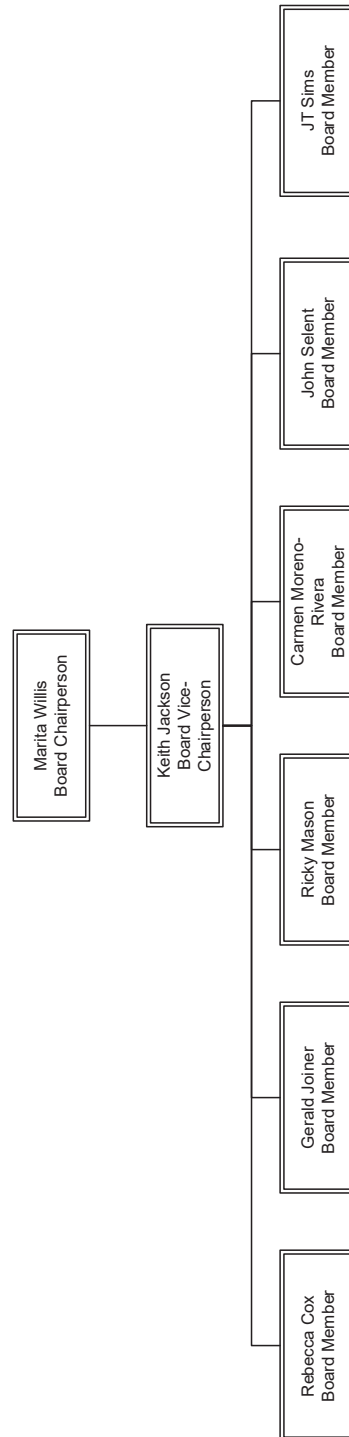 Marita Willis
Board Chairperson
Keith Jackson
Board Vice-
Chairperson
Rebecca Cox
Board Member
Gerald Joiner
Board Member
Ricky Mason
Board Member
Carmen Moreno-
Rivera
Board Member
John Selent
Board Member
JT Sims
Board Member